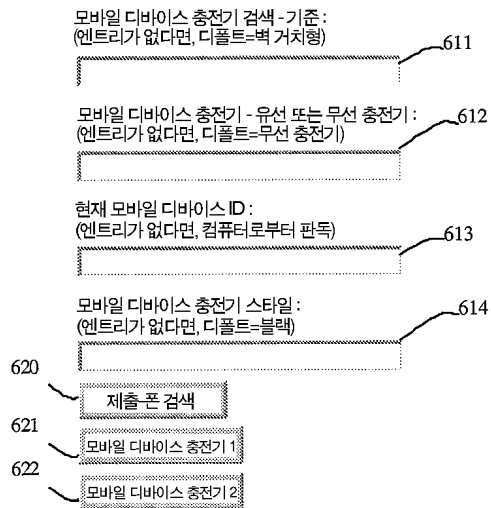 모바일 디바이스 충전기 검색 - 기준 :
(엔트리가 없다면, 디폴트=벽 거치형)
611
모바일 디바이스 충전기 - 유선 또는 무선 충전기 :
(엔트리가 없다면, 디폴트=무선 충전기)
612
현재 모바일 디바이스 ID :
(엔트리가 없다면, 컴퓨터로부터 판독)
613
모바일 디바이스 충전기 스타일 :
(엔트리가 없다면, 디폴트=블랙)
614
620
제출-폰 검색
621
모바일 디바이스 충전기 1
622
모바일 디바이스 충전기 2